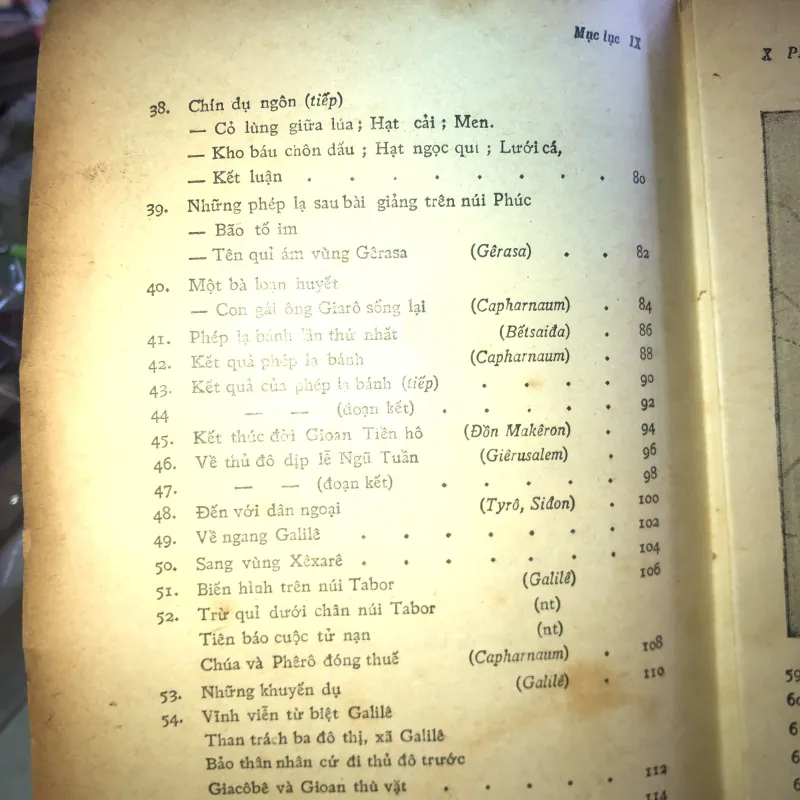 Mục lục IX
38. Chín dụ ngôn (tiếp)
— Cỏ lùng giữa lúa ; Hạt cải ; Men.
— Kho báu chôn dấu ; Hạt ngọc quí ; Lưới cá,
— Kết luận . . . . . . . . 80
39. Những phép lạ sau bài giảng trên núi Phúc
— Bão tố im
— Tên quỉ ám vùng Gêrasa (Gêrasa) . . 82
40. Một bà loạn huyết
— Con gái ông Giarô sống lại (Capharnaum) . 84
41. Phép lạ bánh lần thứ nhất (Bếtsaiđa) . 86
42. Kết quả phép lạ bánh (Capharnaum) . 88
43. Kết quả của phép lạ bánh (tiếp) . . . . 90
44 — — (đoạn kết) . . . . . 92
45. Kết thúc đời Gioan Tiền hô (Đồn Makêron) . 94
46. Về thủ đô dịp lễ Ngũ Tuần (Giêrusalem) . 96
47. — — (đoạn kết) . . . . . 98
48. Đến với dân ngoại (Tyrô, Siđon) . 100
49. Về ngang Galilê . . . . . . . 102
50. Sang vùng Xêxarê . . . . . . . 104
51. Biến hình trên núi Tabor (Galilê) 106
52. Trừ quỉ dưới chân núi Tabor (nt)
Tiên báo cuộc tử nạn (nt)
Chúa và Phêrô đóng thuế (Capharnaum) . 108
53. Những khuyến dụ (Galilê) . 110
54. Vĩnh viễn từ biệt Galilê
Than trách ba đô thị, xã Galilê
Bảo thân nhân cứ đi thủ đô trước
Giacôbê và Gioan thù vặt . . . . . 112
114
X
59